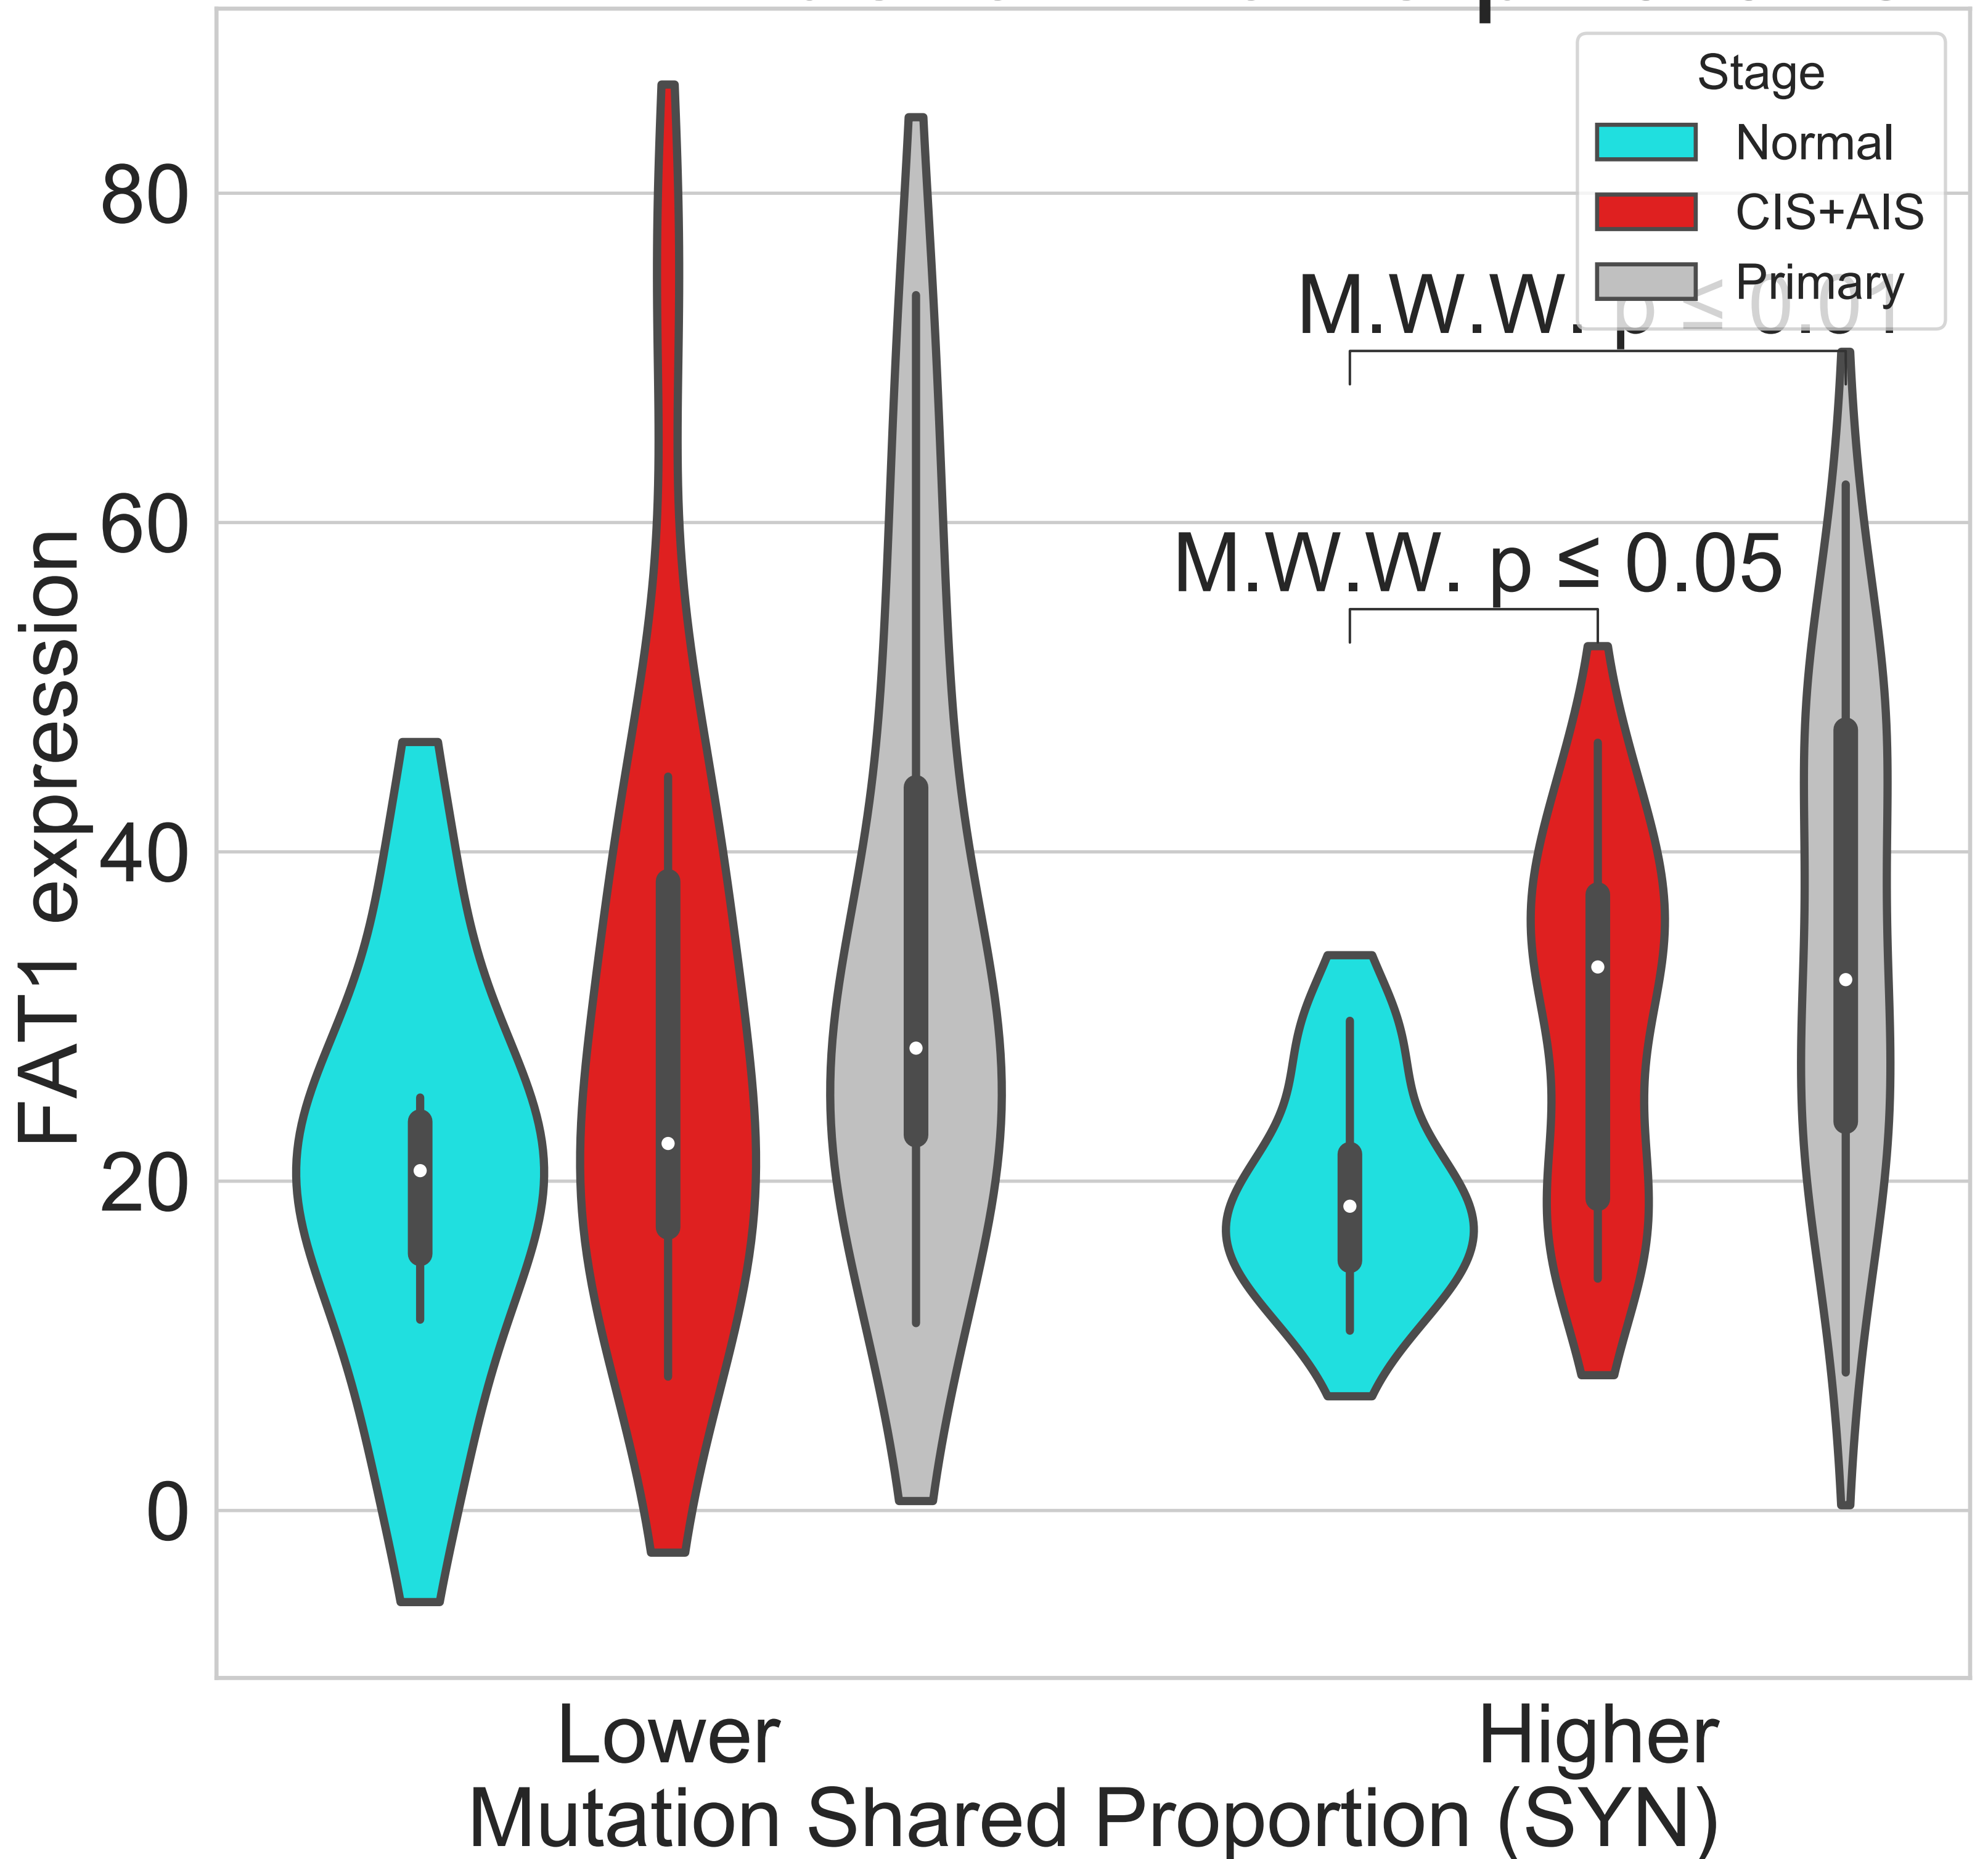 Stage
Normal
CIS+AIS
Primary
M.W.W. p ≤ 0.01
M.W.W. p ≤ 0.05
80
60
40
20
0
FAT1 expression
Lower
Higher
Mutation Shared Proportion (SYN)